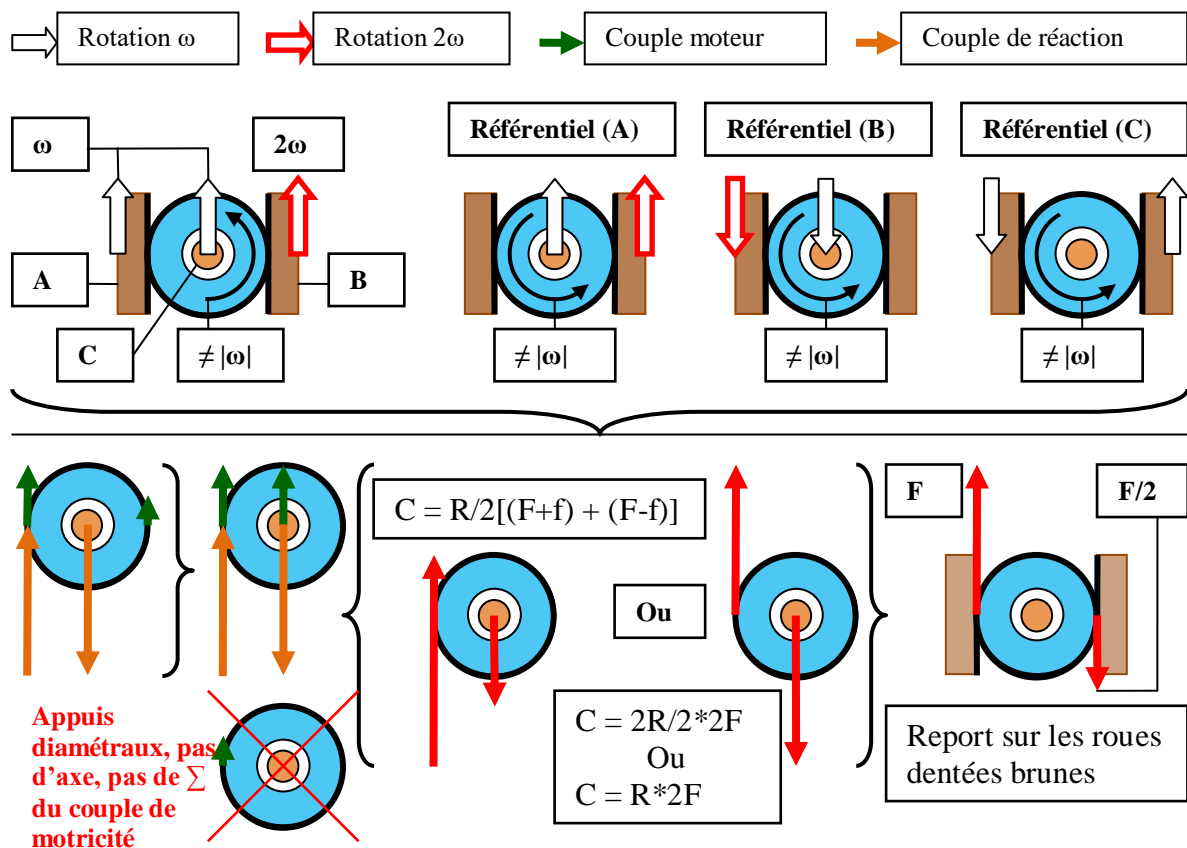 Rotation ω
Rotation 2ω
Couple moteur
Couple de réaction
ω
2ω
A
B
C
≠ |ω|
Référentiel (A)
≠ |ω|
Référentiel (B)
≠ |ω|
Référentiel (C)
≠ |ω|
Appuis
diamétraux, pas
d’axe, pas de ∑
du couple de
motricité
C = R/2[(F+f) + (F-f)]
Ou
C = 2R/2*2F
Ou
C = R*2F
F
F/2
Report sur les roues
dentées brunes